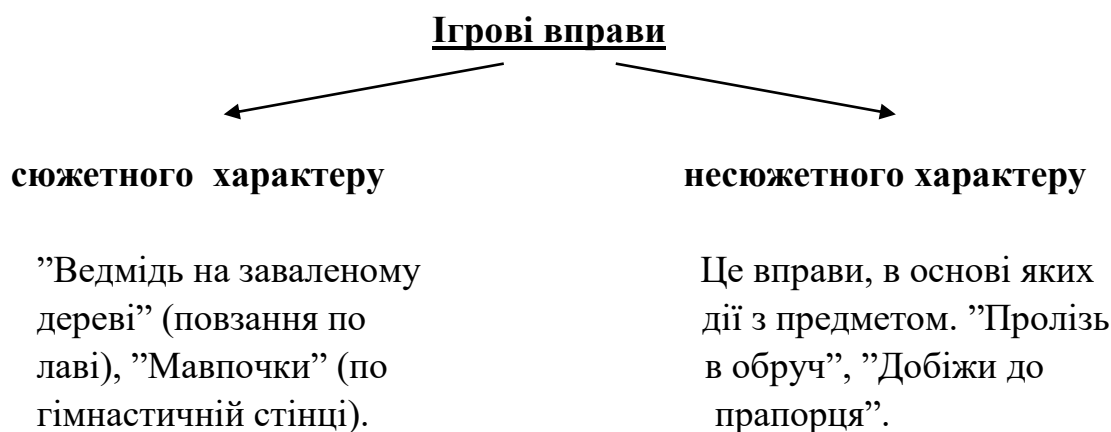 Ігрові вправи
сюжетного характеру
несюжетного характеру
”Ведмідь на заваленому
дереві” (повзання по
лаві), ”Мавпочки” (по
гімнастичній стінці).
Це вправи, в основі яких
дії з предметом. ”Пролізь
в обруч”, ”Добіжи до
прапорця”.